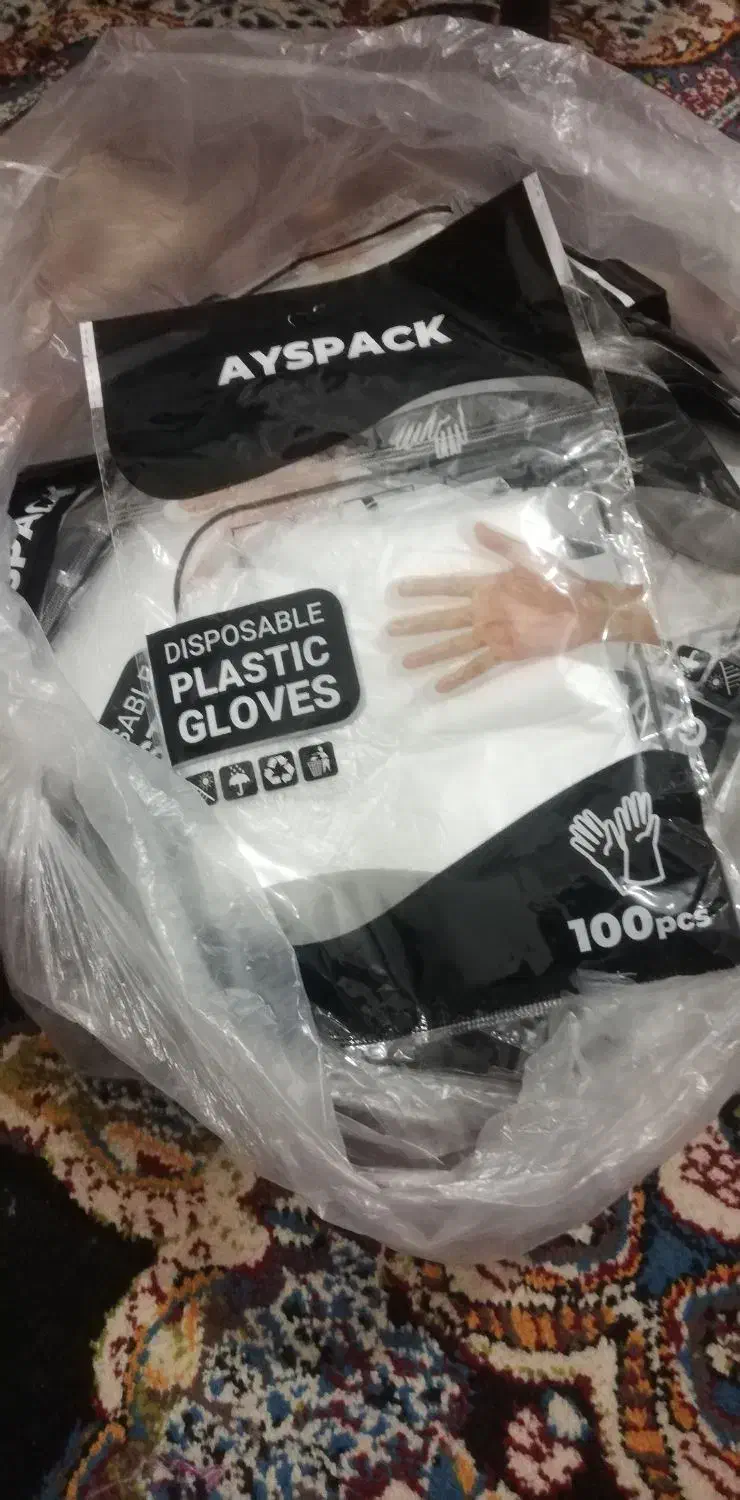 AYSPACK
DISPOSABLE
PLASTIC
GLOVES
100pcs